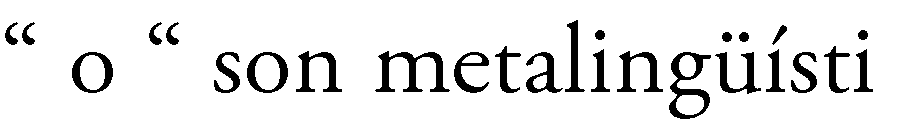 “ o “ son metalingüísti